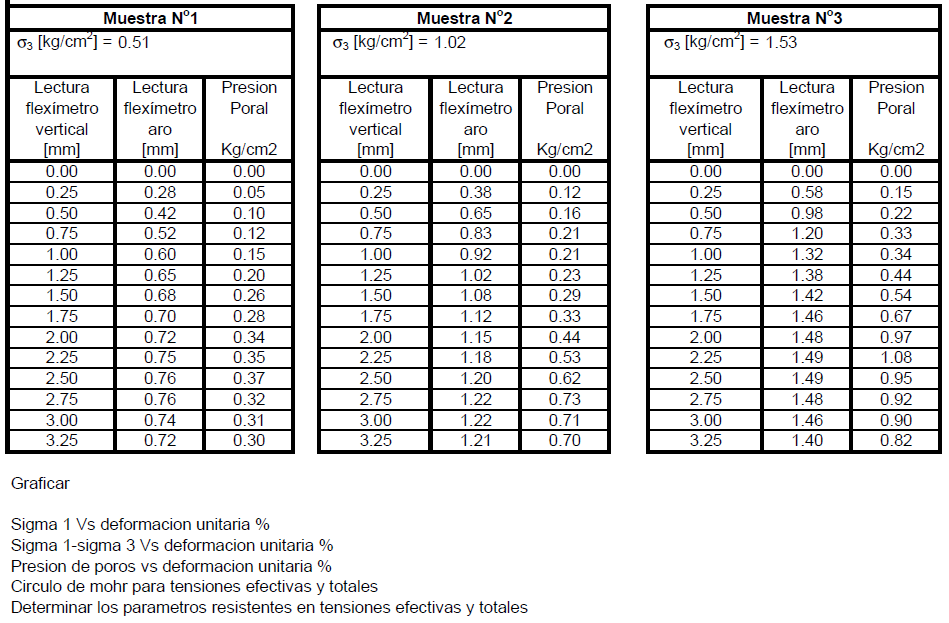 Muestra Nº1
σ3 [kg/cm2] = 0.51
Lectura flexímetro vertical [mm] Lectura flexímetro aro [mm] Presion Poral Kg/cm2
0.00 0.00 0.00
0.25 0.28 0.05
0.50 0.42 0.10
0.75 0.52 0.12
1.00 0.60 0.15
1.25 0.65 0.20
1.50 0.68 0.26
1.75 0.70 0.28
2.00 0.72 0.34
2.25 0.75 0.35
2.50 0.76 0.37
2.75 0.76 0.32
3.00 0.74 0.31
3.25 0.72 0.30
Muestra Nº2
σ3 [kg/cm2] = 1.02
Lectura flexímetro vertical [mm] Lectura flexímetro aro [mm] Presion Poral Kg/cm2
0.00 0.00 0.00
0.25 0.38 0.12
0.50 0.65 0.16
0.75 0.83 0.21
1.00 0.92 0.21
1.25 1.02 0.23
1.50 1.08 0.29
1.75 1.12 0.33
2.00 1.15 0.44
2.25 1.18 0.53
2.50 1.20 0.62
2.75 1.22 0.73
3.00 1.22 0.71
3.25 1.21 0.70
Muestra Nº3
σ3 [kg/cm2] = 1.53
Lectura flexímetro vertical [mm] Lectura flexímetro aro [mm] Presion Poral Kg/cm2
0.00 0.00 0.00
0.25 0.58 0.15
0.50 0.98 0.22
0.75 1.20 0.33
1.00 1.32 0.34
1.25 1.38 0.44
1.50 1.42 0.54
1.75 1.46 0.67
2.00 1.48 0.97
2.25 1.49 1.08
2.50 1.49 0.95
2.75 1.48 0.92
3.00 1.46 0.90
3.25 1.40 0.82
Graficar
Sigma 1 Vs deformacion unitaria %
Sigma 1-sigma 3 Vs deformacion unitaria %
Presion de poros vs deformacion unitaria %
Circulo de mohr para tensiones efectivas y totales
Determinar los parametros resistentes en tensiones efectivas y totales